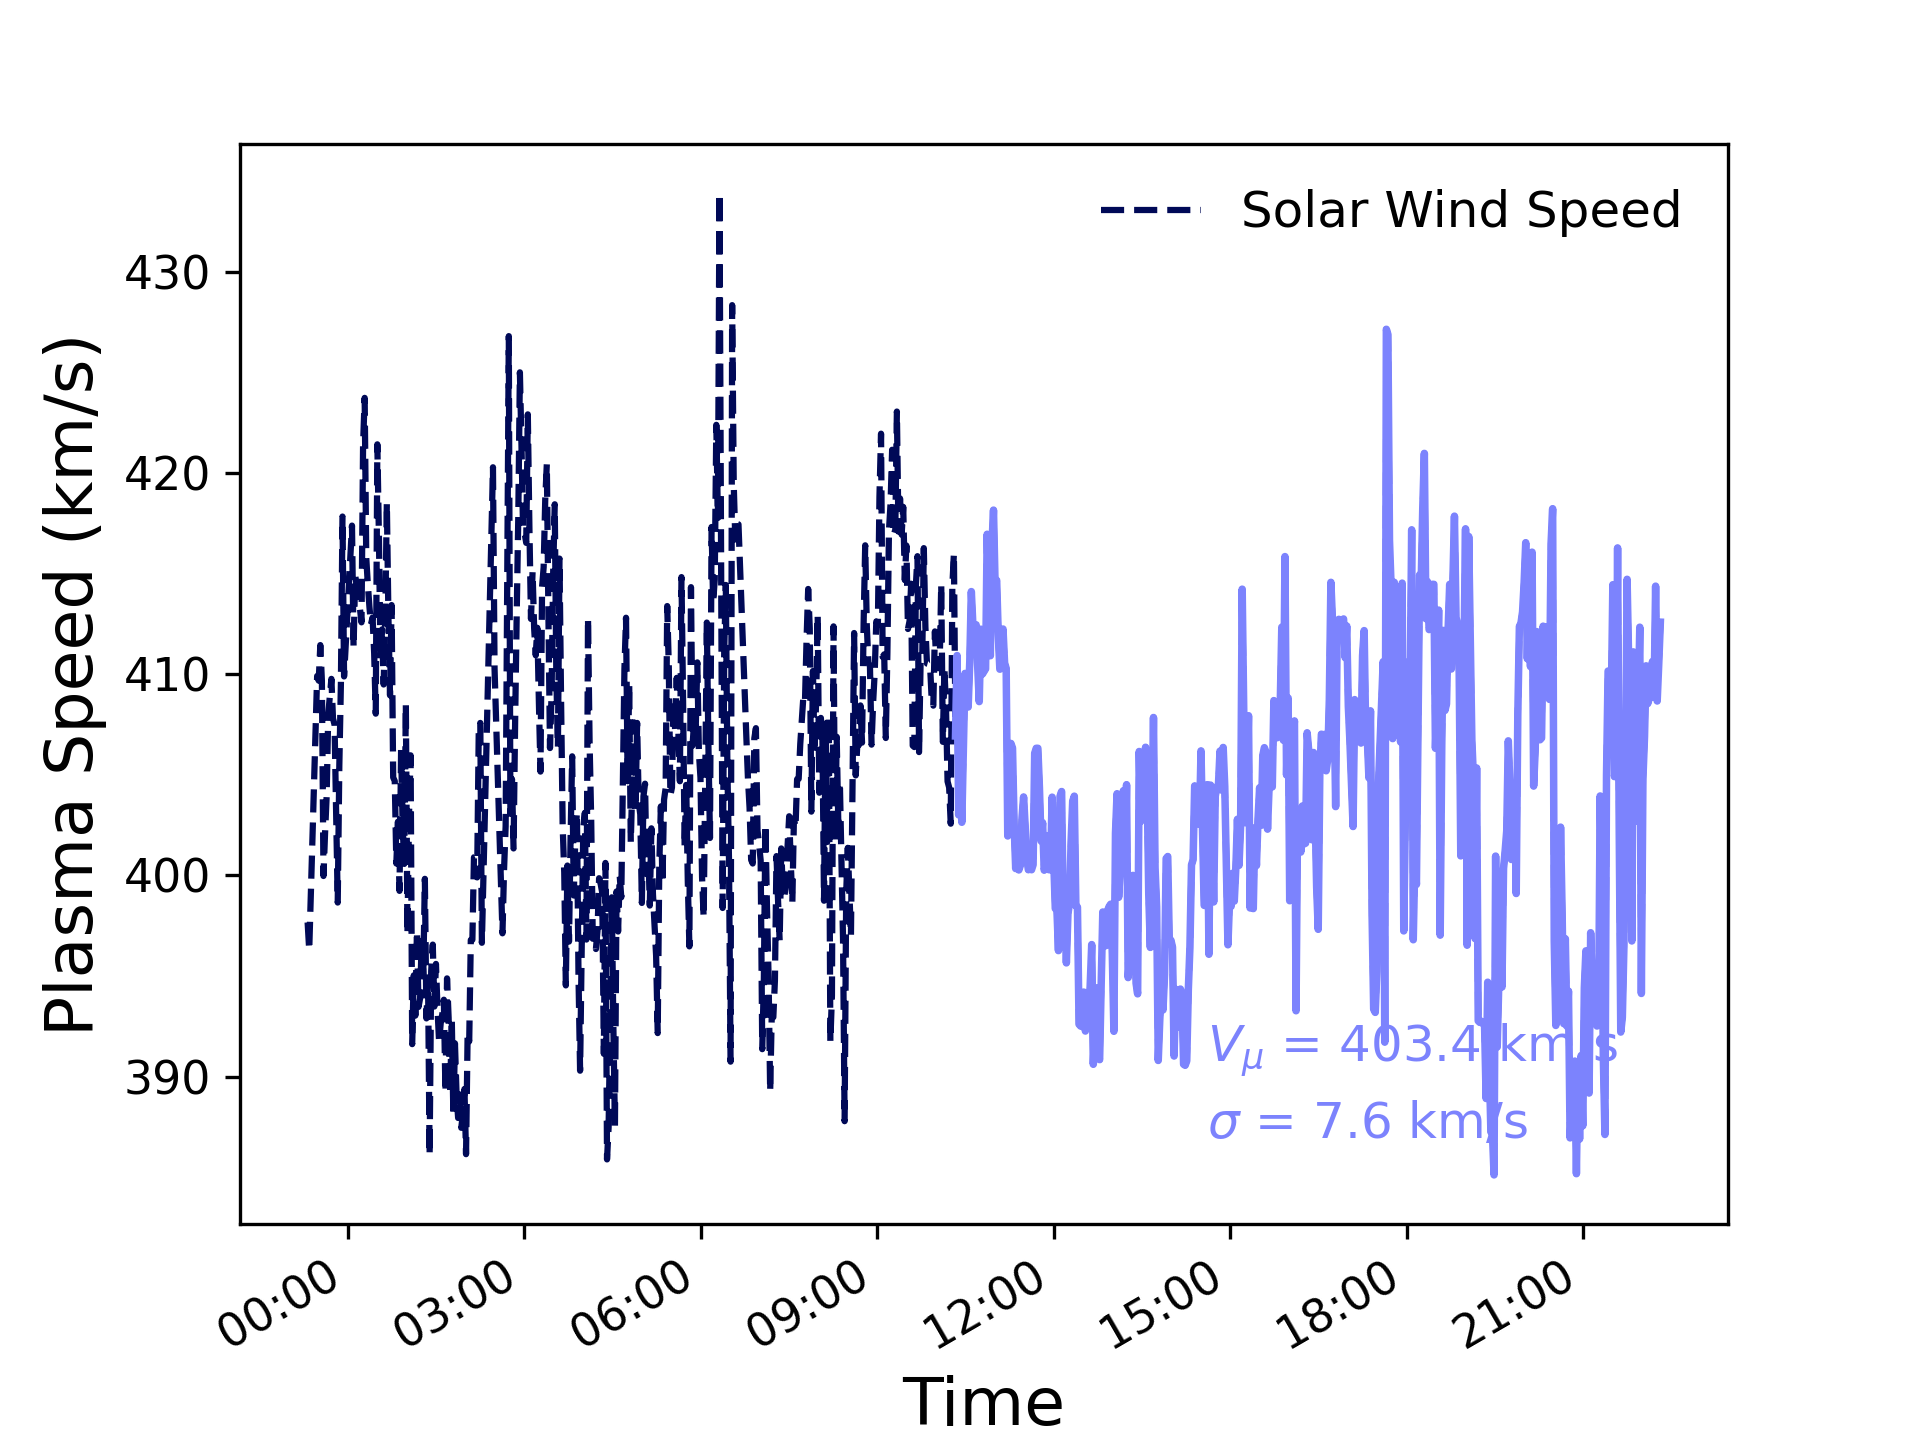 Solar Wind Speed
430
420
410
400
390
Plasma Speed (km/s)
Vμ = 403.4 km/s
σ = 7.6 km/s
00:00 03:00 06:00 09:00 12:00 15:00 18:00 21:00
Time